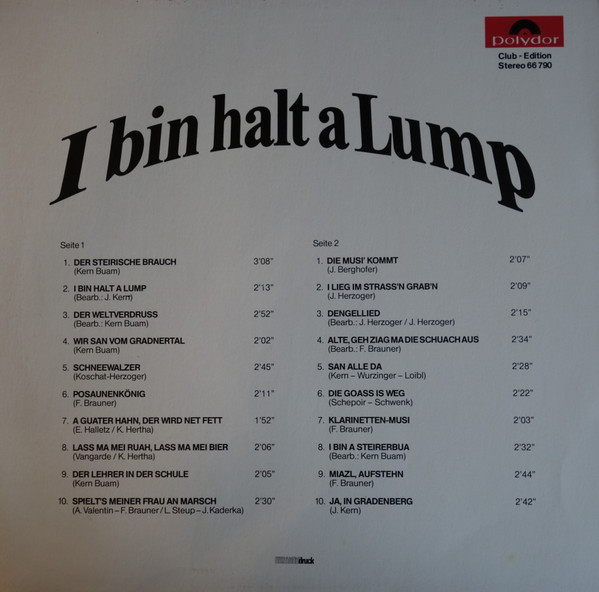 Polydor
Club - Edition
Stereo 66 790
I bin halt a Lump
Seite 1
1. DER STEIRISCHE BRAUCH 3'08"
(Kern Buam)
2. I BIN HALT A LUMP 2'13"
(Bearb.: J. Kern)
3. DER WELTVERDRUSS 2'52"
(Bearb.: Kern Buam)
4. WIR SAN VOM GRADNERTAL 2'02"
(Kern Buam)
5. SCHNEEWALZER 2'45"
(Koschat-Herzoger)
6. POSAUNENKÖNIG 2'11"
(F. Brauner)
7. A GUATER HAHN, DER WIRD NET FETT 1'52"
(E. Halletz / K. Hertha)
8. LASS MA MEI RUAH, LASS MA MEI BIER 2'06"
(Vangarde / K. Hertha)
9. DER LEHRER IN DER SCHULE 2'05"
(Kern Buam)
10. SPIELT'S MEINER FRAU AN MARSCH 2'30"
(A. Valentin – F. Brauner / L. Steup – J. Kaderka)
Seite 2
1. DIE MUSI' KOMMT 2'07"
(J. Berghofer)
2. I LIEG IM STRASS'N GRAB'N 2'09"
(J. Herzoger)
3. DENGELLIED 2'15"
(Bearb.: J. Herzoger / J. Herzoger)
4. ALTE, GEH ZIAG MA DIE SCHUACH AUS 2'34"
(Bearb.: F. Brauner)
5. SAN ALLE DA 2'28"
(Kern – Wurzinger – Loibl)
6. DIE GOASS IS WEG 2'22"
(Schepoir – Schwenk)
7. KLARINETTEN-MUSI 2'03"
(F. Brauner)
8. I BIN A STEIRERBUA 2'32"
(Bearb.: Kern Buam)
9. MIAZL, AUFSTEHN 2'44"
(F. Brauner)
10. JA, IN GRADENBERG 2'42"
(J. Kern)
druck